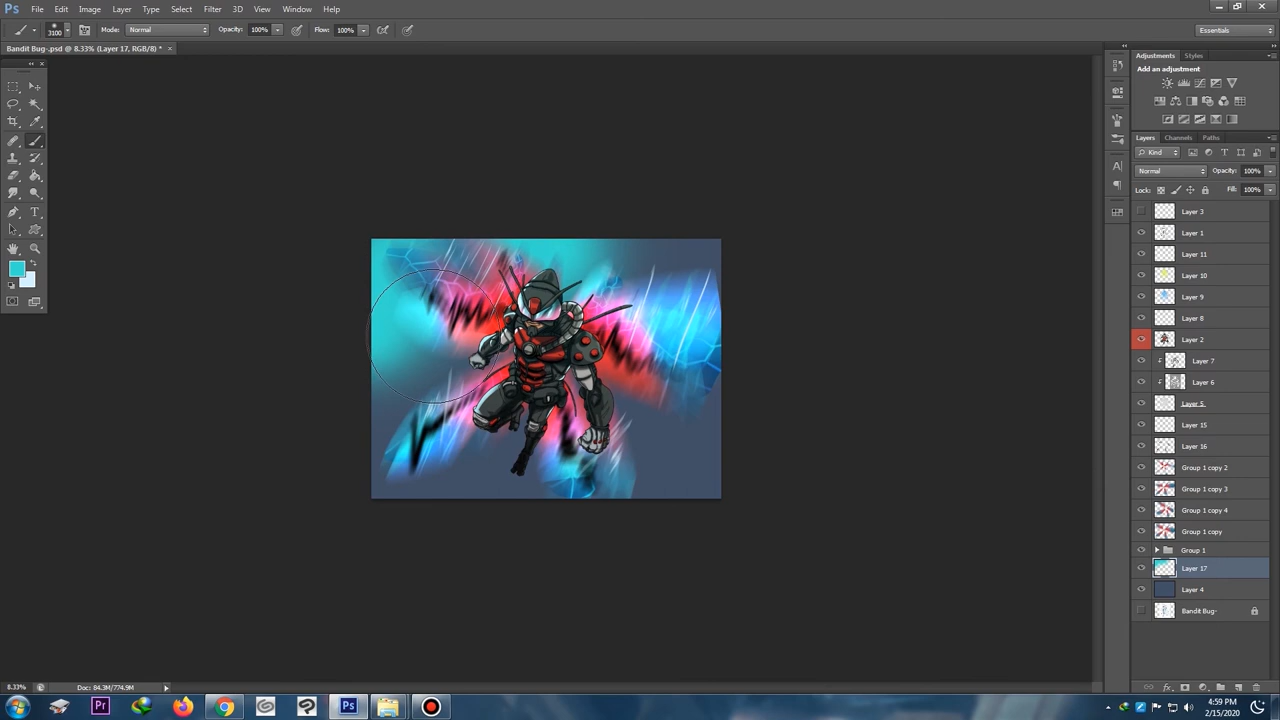 Ps File Edit Image Layer Type Select Filter 3D View Window Help
3100 Mode: Normal Opacity: 100% Flow: 100% Essentials
Bandit Bug-.psd @ 8.33% (Layer 17, RGB/8) * ×
Adjustments Styles
Add an adjustment
Layers Channels Paths
Kind
Normal Opacity: 100%
Lock: Fill: 100%
Layer 3
Layer 1
Layer 11
Layer 10
Layer 9
Layer 8
Layer 2
Layer 7
Layer 6
Layer 5
Layer 15
Layer 16
Group 1 copy 2
Group 1 copy 3
Group 1 copy 4
Group 1 copy
Group 1
Layer 17
Layer 4
Bandit Bug-
8.33% Doc: 84.3M/774.9M
Pr Ps 4:59 PM
2/15/2020